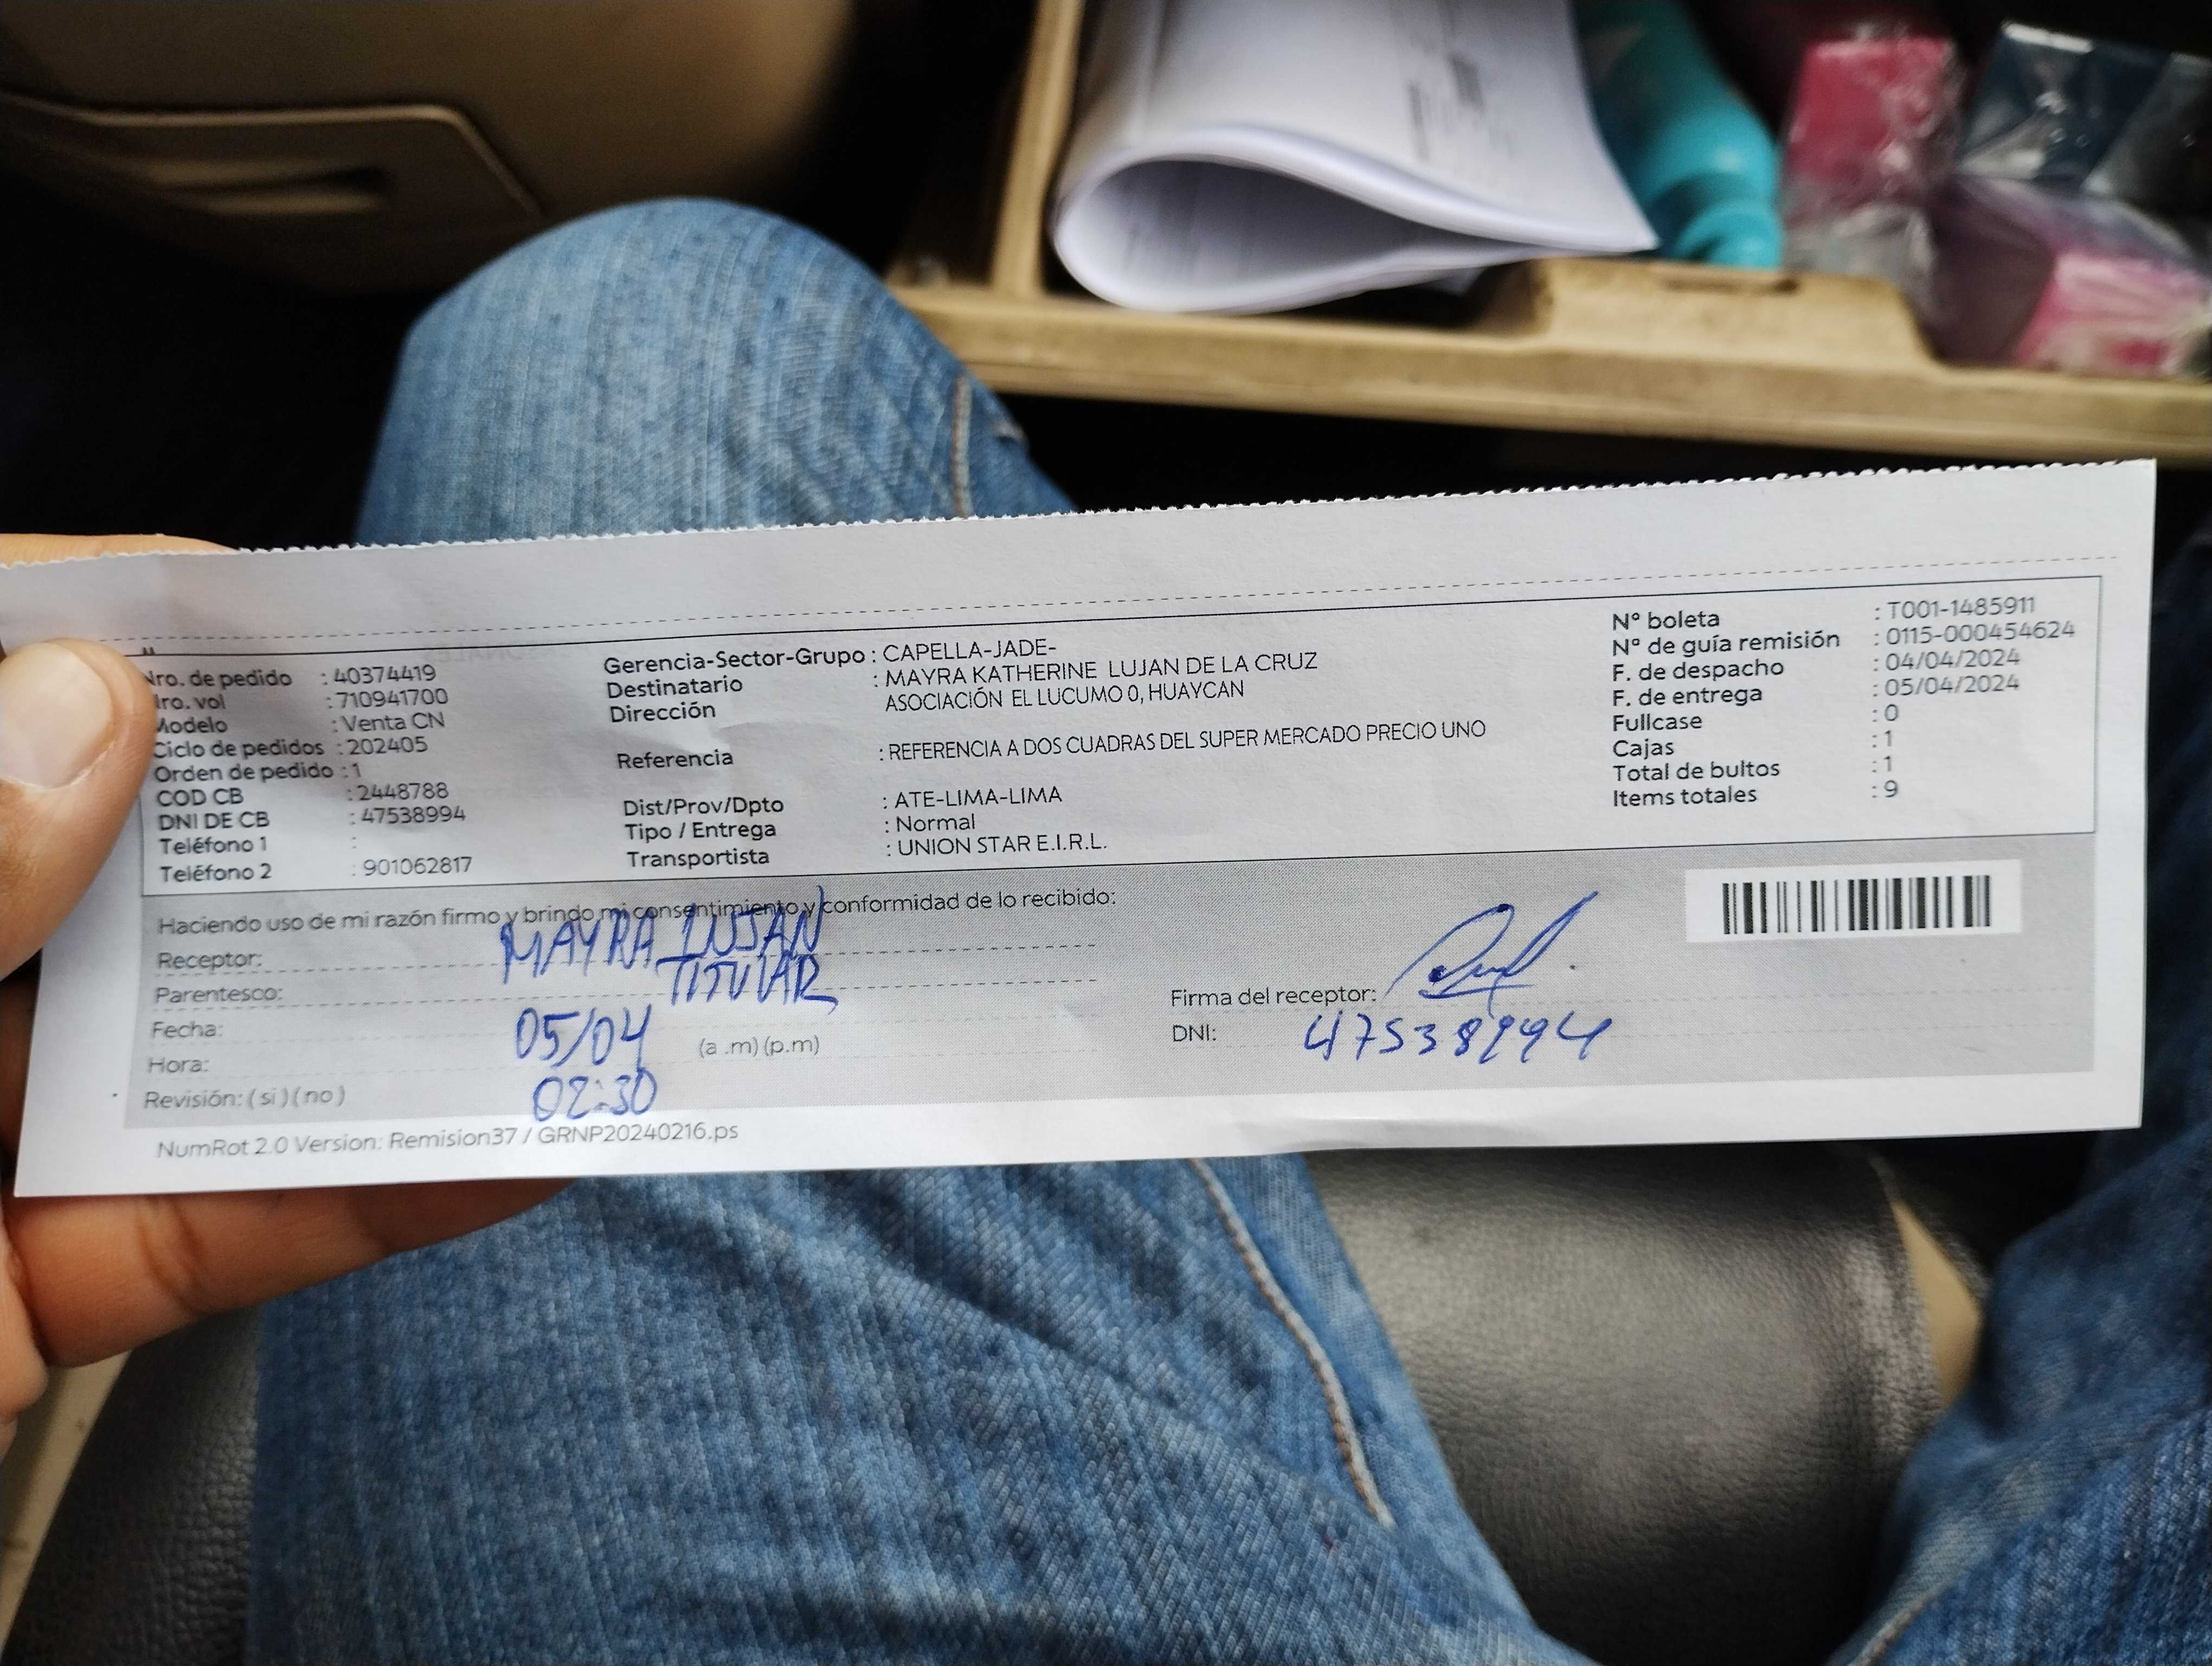 Nro. de pedido : 40374419
Nro. vol : 710941700
Modelo : Venta CN
Ciclo de pedidos : 202405
Orden de pedido : 1
COD CB : 2448788
DNI DE CB : 47538994
Teléfono 1 :
Teléfono 2 : 901062817
Gerencia-Sector-Grupo : CAPELLA-JADE-
Destinatario : MAYRA KATHERINE LUJAN DE LA CRUZ
Dirección ASOCIACIÓN EL LUCUMO 0, HUAYCAN
Referencia : REFERENCIA A DOS CUADRAS DEL SUPER MERCADO PRECIO UNO
Dist/Prov/Dpto : ATE-LIMA-LIMA
Tipo / Entrega : Normal
Transportista : UNION STAR E.I.R.L.
Nº boleta : T001-1485911
Nº de guía remisión : 0115-000454624
F. de despacho : 04/04/2024
F. de entrega : 05/04/2024
Fullcase : 0
Cajas : 1
Total de bultos : 1
Items totales : 9
Haciendo uso de mi razón firmo y brindo mi consentimiento y conformidad de lo recibido:
Receptor: MAYRA LUJAN
Parentesco: TITULAR
Fecha: 05/04
Hora: 02:30 (a .m) (p.m)
Revisión: ( si ) ( no )
Firma del receptor:
DNI: 47538994
NumRot 2.0 Version: Remision37 / GRNP20240216.ps